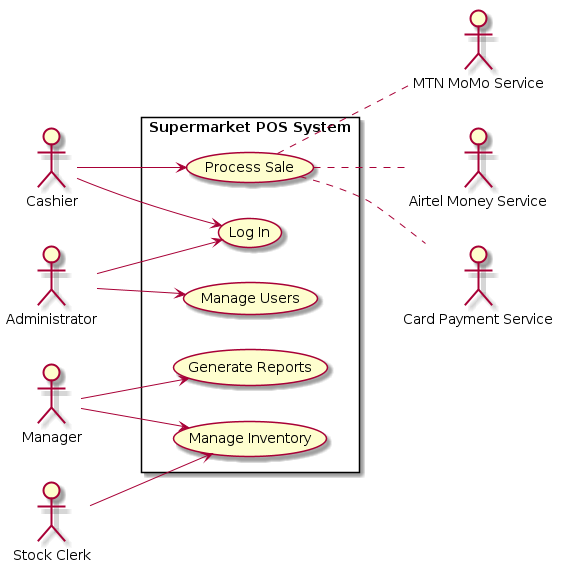 MTN MoMo Service
Supermarket POS System
Process Sale
Cashier
Airtel Money Service
Log In
Manage Users
Administrator
Card Payment Service
Generate Reports
Manager
Manage Inventory
Stock Clerk